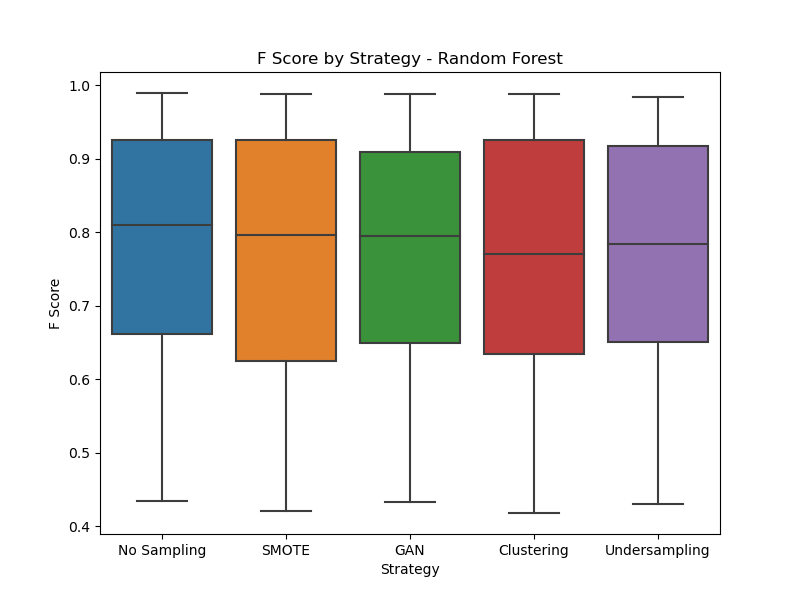 F Score by Strategy - Random Forest
1.0
0.9
0.8
0.7
0.6
0.5
0.4
F Score
No Sampling SMOTE GAN Clustering Undersampling
Strategy